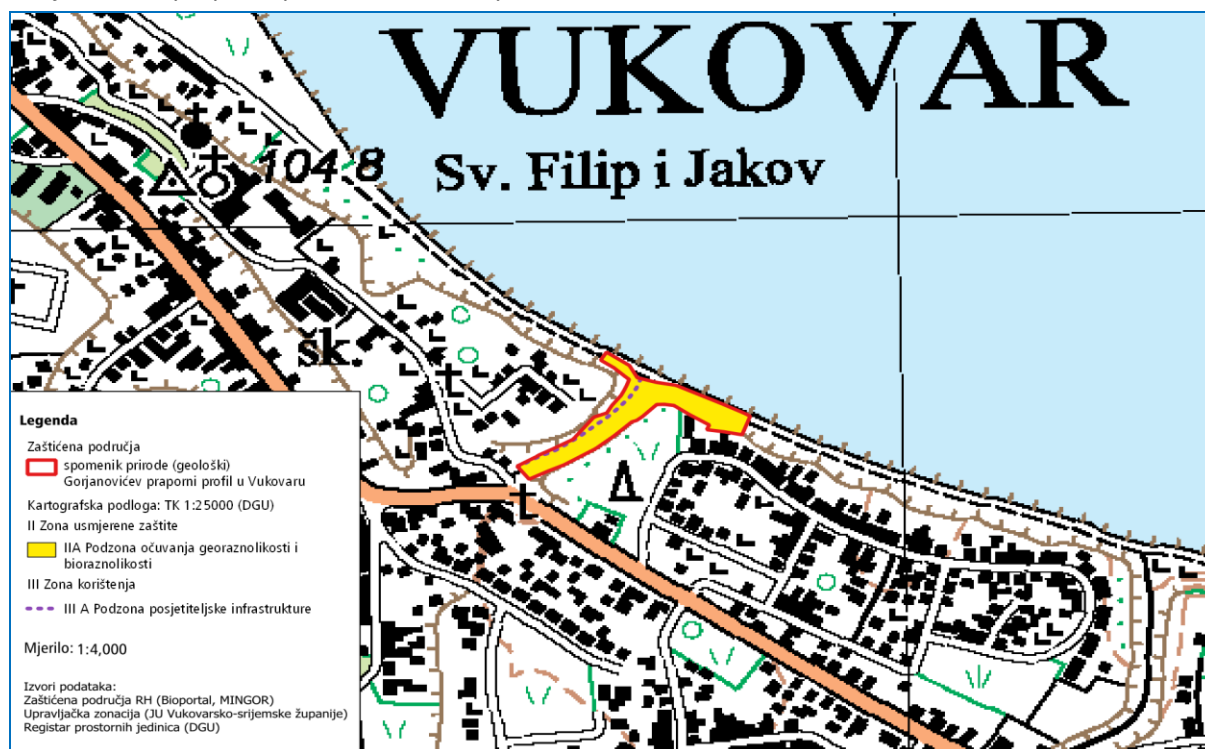 VUKOVAR
104.8
Sv. Filip i Jakov
šk.
Legenda
Zaštićena područja
spomenik prirode (geološki)
Gorjanovićev praporni profil u Vukovaru
Kartografska podloga: TK 1:25000 (DGU)
II Zona usmjerene zaštite
IIA Podzona očuvanja georaznolikosti i
bioraznolikosti
III Zona korištenja
III A Podzona posjetiteljske infrastrukture
Mjerilo: 1:4,000
Izvori podataka:
Zaštićena područja RH (Bioportal, MINGOR)
Upravljačka zonacija (JU Vukovarsko-srijemske županije)
Registar prostornih jedinica (DGU)